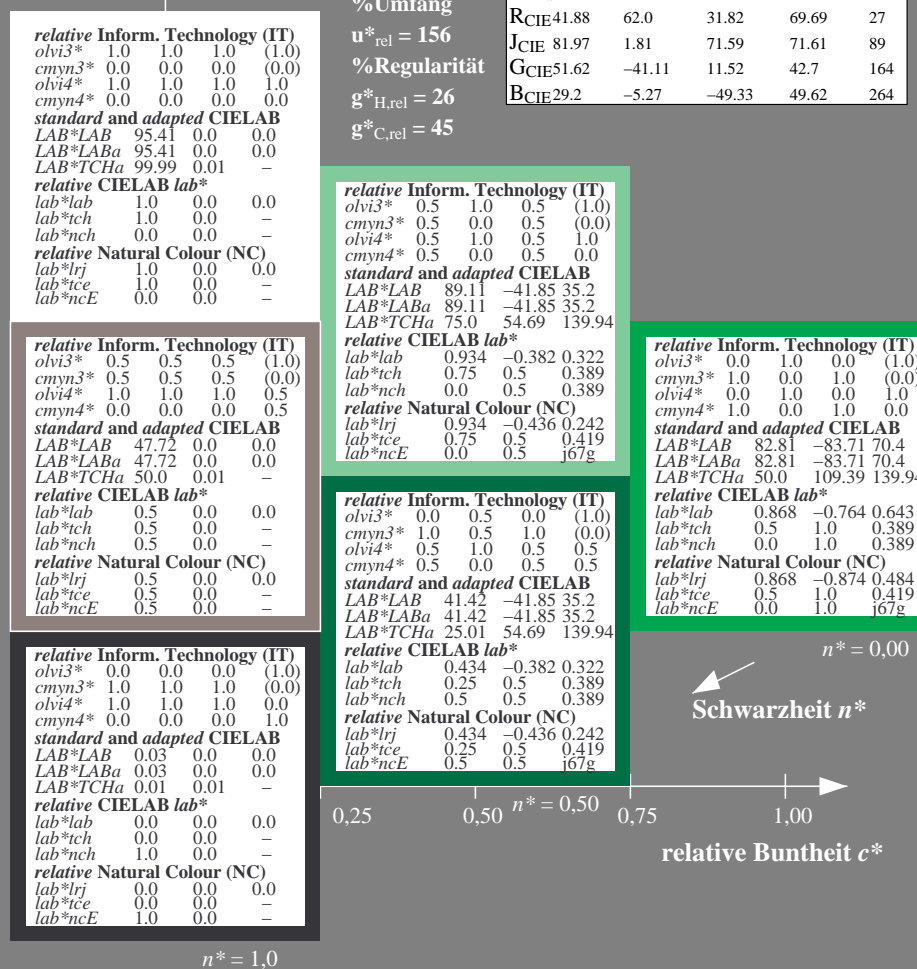 %Umfang
u*rel = 156
%Regularität
g*H,rel = 26
g*C,rel = 45
RCIE 41.88 62.0 31.82 69.69 27
JCIE 81.97 1.81 71.59 71.61 89
GCIE 51.62 −41.11 11.52 42.7 164
BCIE 29.2 −5.27 −49.33 49.62 264
relative Inform. Technology (IT)
olvi3* 1.0 1.0 1.0 (1.0)
cmyn3* 0.0 0.0 0.0 (0.0)
olvi4* 1.0 1.0 1.0 1.0
cmyn4* 0.0 0.0 0.0 0.0
standard and adapted CIELAB
LAB*LAB 95.41 0.0 0.0
LAB*LABa 95.41 0.0 0.0
LAB*TCHa 99.99 0.01 –
relative CIELAB lab*
lab*lab 1.0 0.0 0.0
lab*tch 1.0 0.0 –
lab*nch 0.0 0.0 –
relative Natural Colour (NC)
lab*lrj 1.0 0.0 0.0
lab*tce 1.0 0.0 –
lab*ncE 0.0 0.0 –
relative Inform. Technology (IT)
olvi3* 0.5 1.0 0.5 (1.0)
cmyn3* 0.5 0.0 0.5 (0.0)
olvi4* 0.5 1.0 0.5 1.0
cmyn4* 0.5 0.0 0.5 0.0
standard and adapted CIELAB
LAB*LAB 89.11 −41.85 35.2
LAB*LABa 89.11 −41.85 35.2
LAB*TCHa 75.0 54.69 139.94
relative CIELAB lab*
lab*lab 0.934 −0.382 0.322
lab*tch 0.75 0.5 0.389
lab*nch 0.0 0.5 0.389
relative Natural Colour (NC)
lab*lrj 0.934 −0.436 0.242
lab*tce 0.75 0.5 0.419
lab*ncE 0.0 0.5 j67g
relative Inform. Technology (IT)
olvi3* 0.5 0.5 0.5 (1.0)
cmyn3* 0.5 0.5 0.5 (0.0)
olvi4* 1.0 1.0 1.0 0.5
cmyn4* 0.0 0.0 0.0 0.5
standard and adapted CIELAB
LAB*LAB 47.72 0.0 0.0
LAB*LABa 47.72 0.0 0.0
LAB*TCHa 50.0 0.01 –
relative CIELAB lab*
lab*lab 0.5 0.0 0.0
lab*tch 0.5 0.0 –
lab*nch 0.5 0.0 –
relative Natural Colour (NC)
lab*lrj 0.5 0.0 0.0
lab*tce 0.5 0.0 –
lab*ncE 0.5 0.0 –
relative Inform. Technology (IT)
olvi3* 0.0 1.0 0.0 (1.0)
cmyn3* 1.0 0.0 1.0 (0.0)
olvi4* 0.0 1.0 0.0 1.0
cmyn4* 1.0 0.0 1.0 0.0
standard and adapted CIELAB
LAB*LAB 82.81 −83.71 70.4
LAB*LABa 82.81 −83.71 70.4
LAB*TCHa 50.0 109.39 139.94
relative CIELAB lab*
lab*lab 0.868 −0.764 0.643
lab*tch 0.5 1.0 0.389
lab*nch 0.0 1.0 0.389
relative Natural Colour (NC)
lab*lrj 0.868 −0.874 0.484
lab*tce 0.5 1.0 0.419
lab*ncE 0.0 1.0 j67g
relative Inform. Technology (IT)
olvi3* 0.0 0.5 0.0 (1.0)
cmyn3* 1.0 0.5 1.0 (0.0)
olvi4* 0.5 1.0 0.5 0.5
cmyn4* 0.5 0.0 0.5 0.5
standard and adapted CIELAB
LAB*LAB 41.42 −41.85 35.2
LAB*LABa 41.42 −41.85 35.2
LAB*TCHa 25.01 54.69 139.94
relative CIELAB lab*
lab*lab 0.434 −0.382 0.322
lab*tch 0.25 0.5 0.389
lab*nch 0.5 0.5 0.389
relative Natural Colour (NC)
lab*lrj 0.434 −0.436 0.242
lab*tce 0.25 0.5 0.419
lab*ncE 0.5 0.5 j67g
relative Inform. Technology (IT)
olvi3* 0.0 0.0 0.0 (1.0)
cmyn3* 1.0 1.0 1.0 (0.0)
olvi4* 1.0 1.0 1.0 0.0
cmyn4* 0.0 0.0 0.0 1.0
standard and adapted CIELAB
LAB*LAB 0.03 0.0 0.0
LAB*LABa 0.03 0.0 0.0
LAB*TCHa 0.01 0.01 –
relative CIELAB lab*
lab*lab 0.0 0.0 0.0
lab*tch 0.0 0.0 –
lab*nch 1.0 0.0 –
relative Natural Colour (NC)
lab*lrj 0.0 0.0 0.0
lab*tce 0.0 0.0 –
lab*ncE 1.0 0.0 –
n* = 0,00
Schwarzheit n*
0,25 0,50 n* = 0,50 0,75 1,00
relative Buntheit c*
n* = 1,0